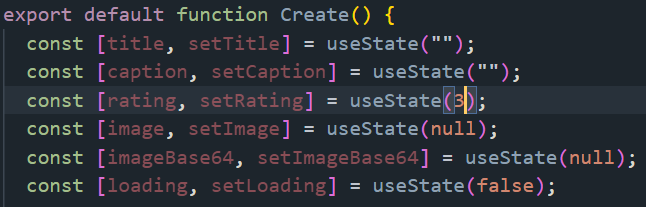 export default function Create() {
const [title, setTitle] = useState("");
const [caption, setCaption] = useState("");
const [rating, setRating] = useState(3);
const [image, setImage] = useState(null);
const [imageBase64, setImageBase64] = useState(null);
const [loading, setLoading] = useState(false);